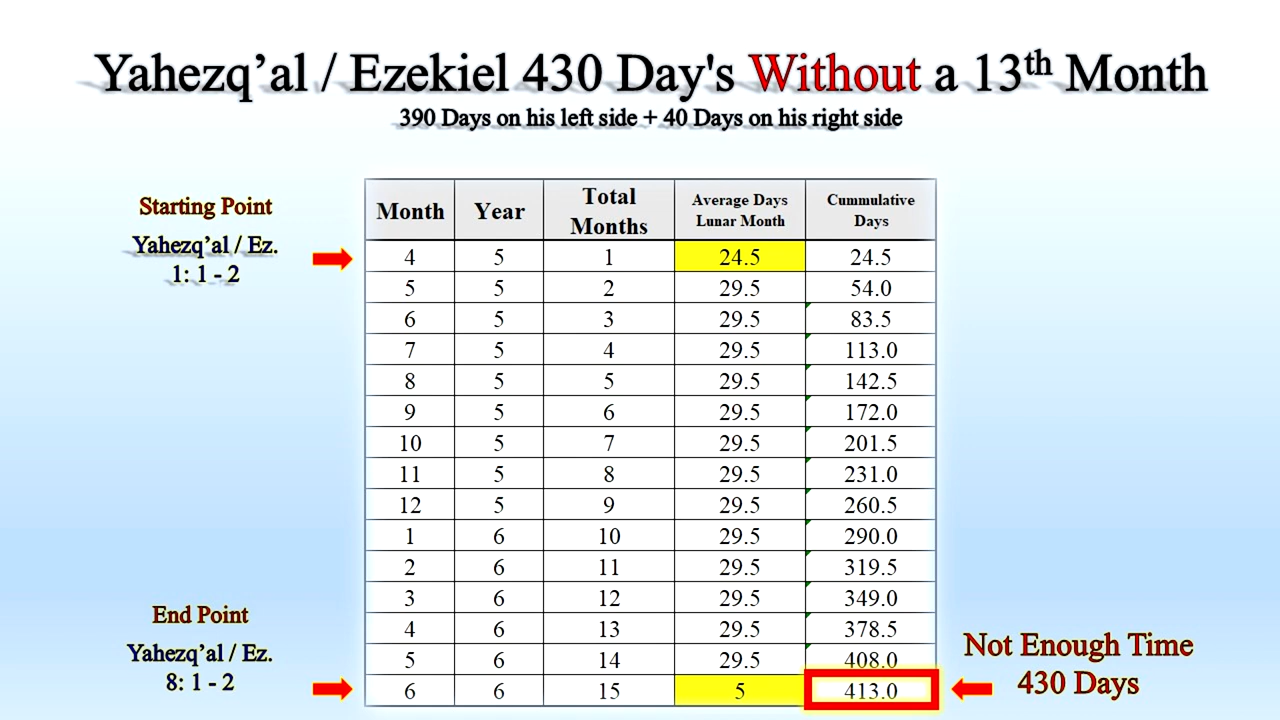 Yahezq’al / Ezekiel 430 Day's Without a 13th Month
390 Days on his left side + 40 Days on his right side
Starting Point
Yahezq’al / Ez.
1: 1 - 2
Month Year Total Months Average Days Lunar Month Cummulative Days
4 5 1 24.5 24.5
5 5 2 29.5 54.0
6 5 3 29.5 83.5
7 5 4 29.5 113.0
8 5 5 29.5 142.5
9 5 6 29.5 172.0
10 5 7 29.5 201.5
11 5 8 29.5 231.0
12 5 9 29.5 260.5
1 6 10 29.5 290.0
2 6 11 29.5 319.5
3 6 12 29.5 349.0
4 6 13 29.5 378.5
5 6 14 29.5 408.0
6 6 15 5 413.0
End Point
Yahezq’al / Ez.
8: 1 - 2
Not Enough Time
430 Days